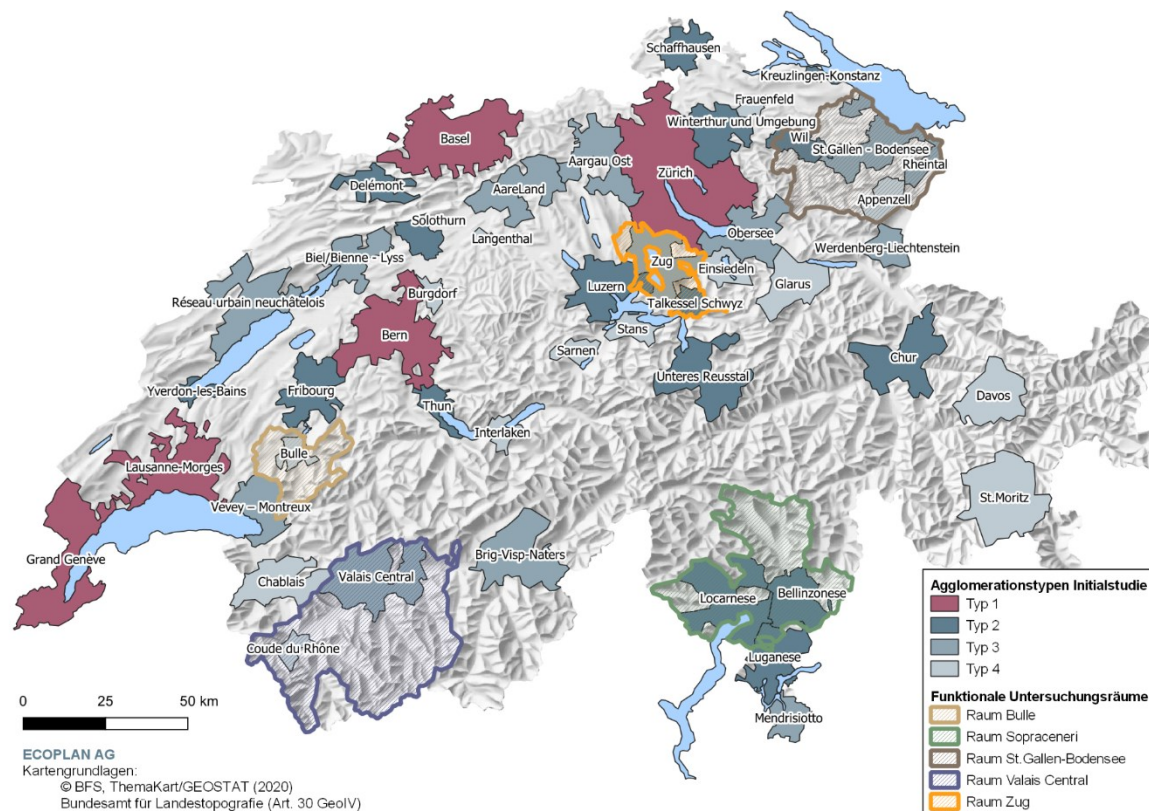 Schaffhausen
Kreuzlingen-Konstanz
Frauenfeld
Winterthur und Umgebung
Basel
Wil
St.Gallen - Bodensee
Aargau Ost
Rheintal
Zürich
Delémont
AareLand
Appenzell
Solothurn
Obersee
Langenthal
Werdenberg-Liechtenstein
Biel/Bienne - Lyss
Zug
Einsiedeln
Burgdorf
Luzern
Glarus
Réseau urbain neuchâtelois
Talkessel Schwyz
Stans
Bern
Sarnen
Chur
Unteres Reusstal
Yverdon-les-Bains
Fribourg
Davos
Thun
Interlaken
Bulle
Lausanne-Morges
St.Moritz
Vevey – Montreux
Brig-Visp-Naters
Grand Genève
Chablais
Valais Central
Locarnese
Bellinzonese
Coude du Rhône
Luganese
Mendrisiotto
0 25 50 km
ECOPLAN AG
Kartengrundlagen:
© BFS, ThemaKart/GEOSTAT (2020)
Bundesamt für Landestopografie (Art. 30 GeoIV)
Agglomerationstypen Initialstudie
Typ 1
Typ 2
Typ 3
Typ 4
Funktionale Untersuchungsräume
Raum Bulle
Raum Sopraceneri
Raum St.Gallen-Bodensee
Raum Valais Central
Raum Zug